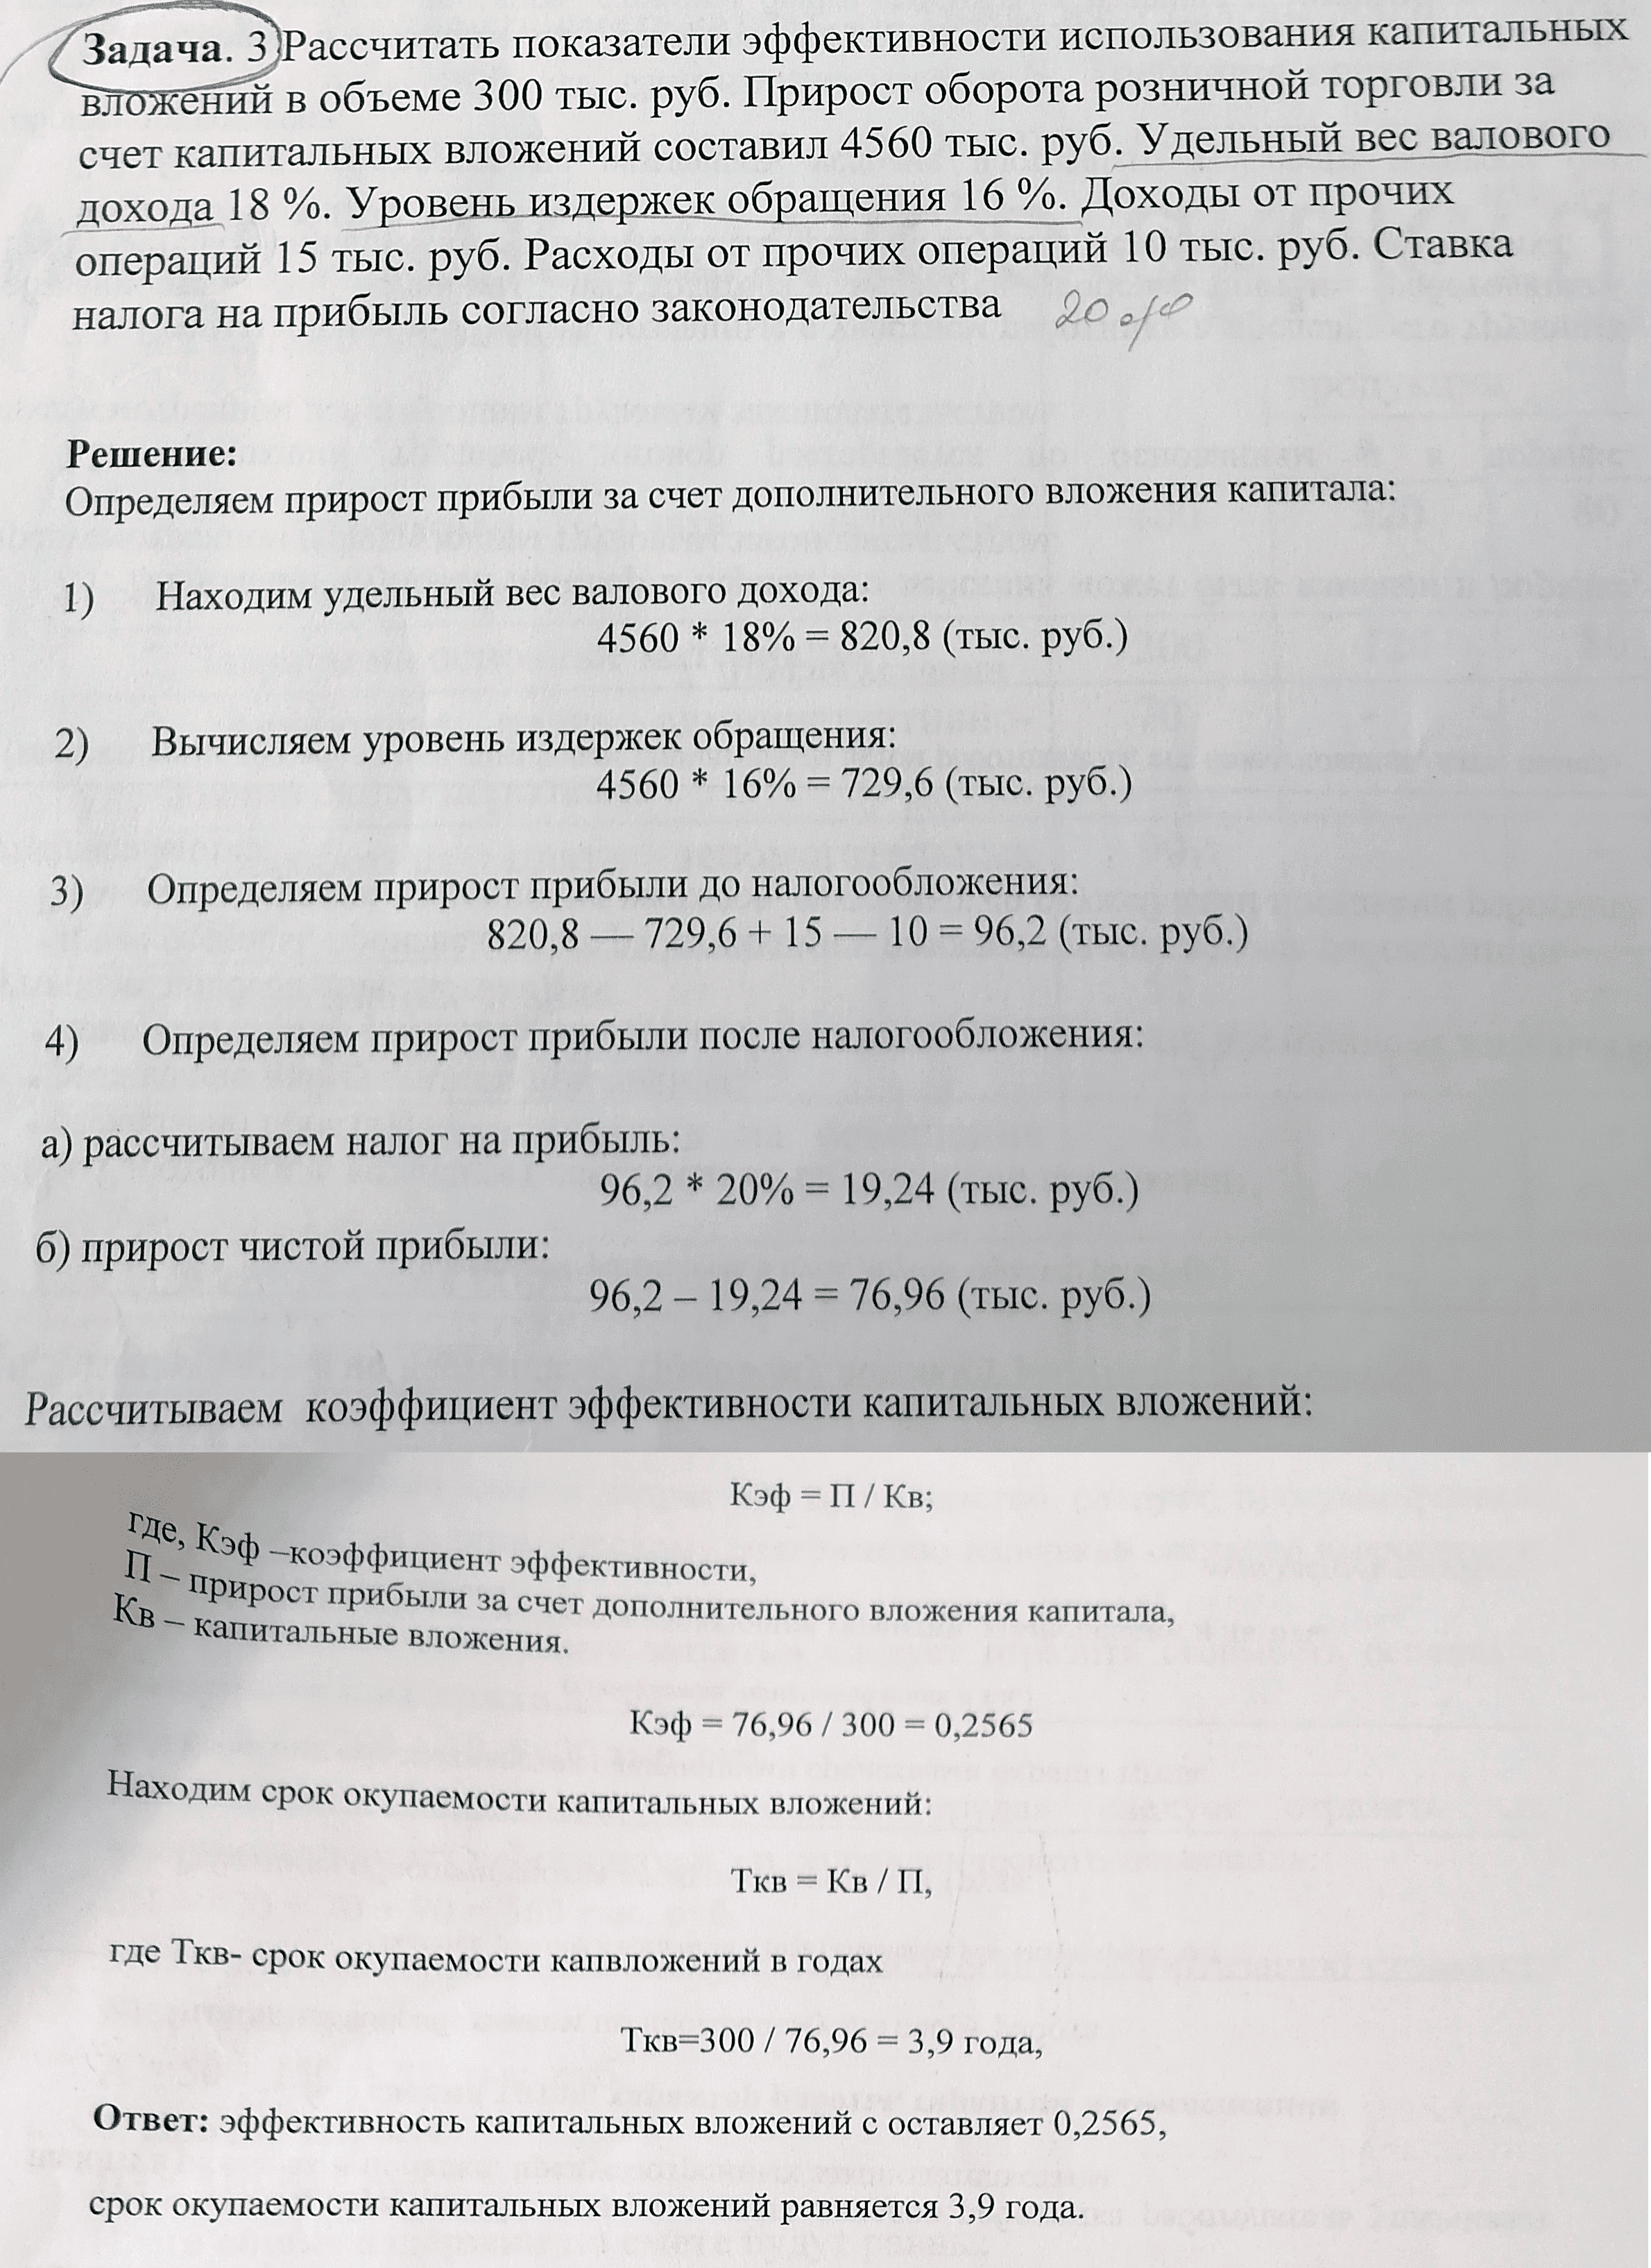 Задача. 3 Рассчитать показатели эффективности использования капитальных
вложений в объеме 300 тыс. руб. Прирост оборота розничной торговли за
счет капитальных вложений составил 4560 тыс. руб. Удельный вес валового
дохода 18 %. Уровень издержек обращения 16 %. Доходы от прочих
операций 15 тыс. руб. Расходы от прочих операций 10 тыс. руб. Ставка
налога на прибыль согласно законодательства 20 %
Решение:
Определяем прирост прибыли за счет дополнительного вложения капитала:
1) Находим удельный вес валового дохода:
4560 * 18% = 820,8 (тыс. руб.)
2) Вычисляем уровень издержек обращения:
4560 * 16% = 729,6 (тыс. руб.)
3) Определяем прирост прибыли до налогообложения:
820,8 — 729,6 + 15 — 10 = 96,2 (тыс. руб.)
4) Определяем прирост прибыли после налогообложения:
а) рассчитываем налог на прибыль:
96,2 * 20% = 19,24 (тыс. руб.)
б) прирост чистой прибыли:
96,2 – 19,24 = 76,96 (тыс. руб.)
Рассчитываем коэффициент эффективности капитальных вложений:
Кэф = П / Кв;
где, Кэф –коэффициент эффективности,
П – прирост прибыли за счет дополнительного вложения капитала,
Кв – капитальные вложения.
Кэф = 76,96 / 300 = 0,2565
Находим срок окупаемости капитальных вложений:
Ткв = Кв / П,
где Ткв- срок окупаемости капвложений в годах
Ткв=300 / 76,96 = 3,9 года,
Ответ: эффективность капитальных вложений с оставляет 0,2565,
срок окупаемости капитальных вложений равняется 3,9 года.